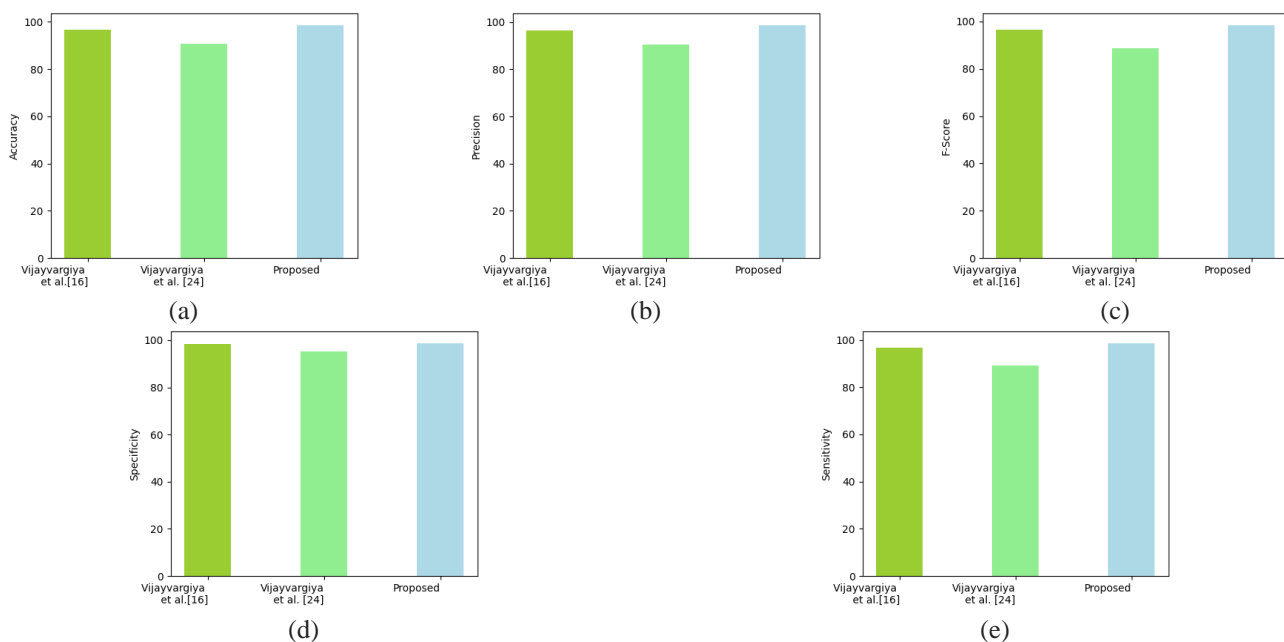 100
80
60
40
20
0
Accuracy
Vijayvargiya
et al.[16]
Vijayvargiya
et al. [24]
Proposed
(a)
100
80
60
40
20
0
Precision
Vijayvargiya
et al.[16]
Vijayvargiya
et al. [24]
Proposed
(b)
100
80
60
40
20
0
F-Score
Vijayvargiya
et al.[16]
Vijayvargiya
et al. [24]
Proposed
(c)
100
80
60
40
20
0
Specificity
Vijayvargiya
et al.[16]
Vijayvargiya
et al. [24]
Proposed
(d)
100
80
60
40
20
0
Sensitivity
Vijayvargiya
et al.[16]
Vijayvargiya
et al. [24]
Proposed
(e)